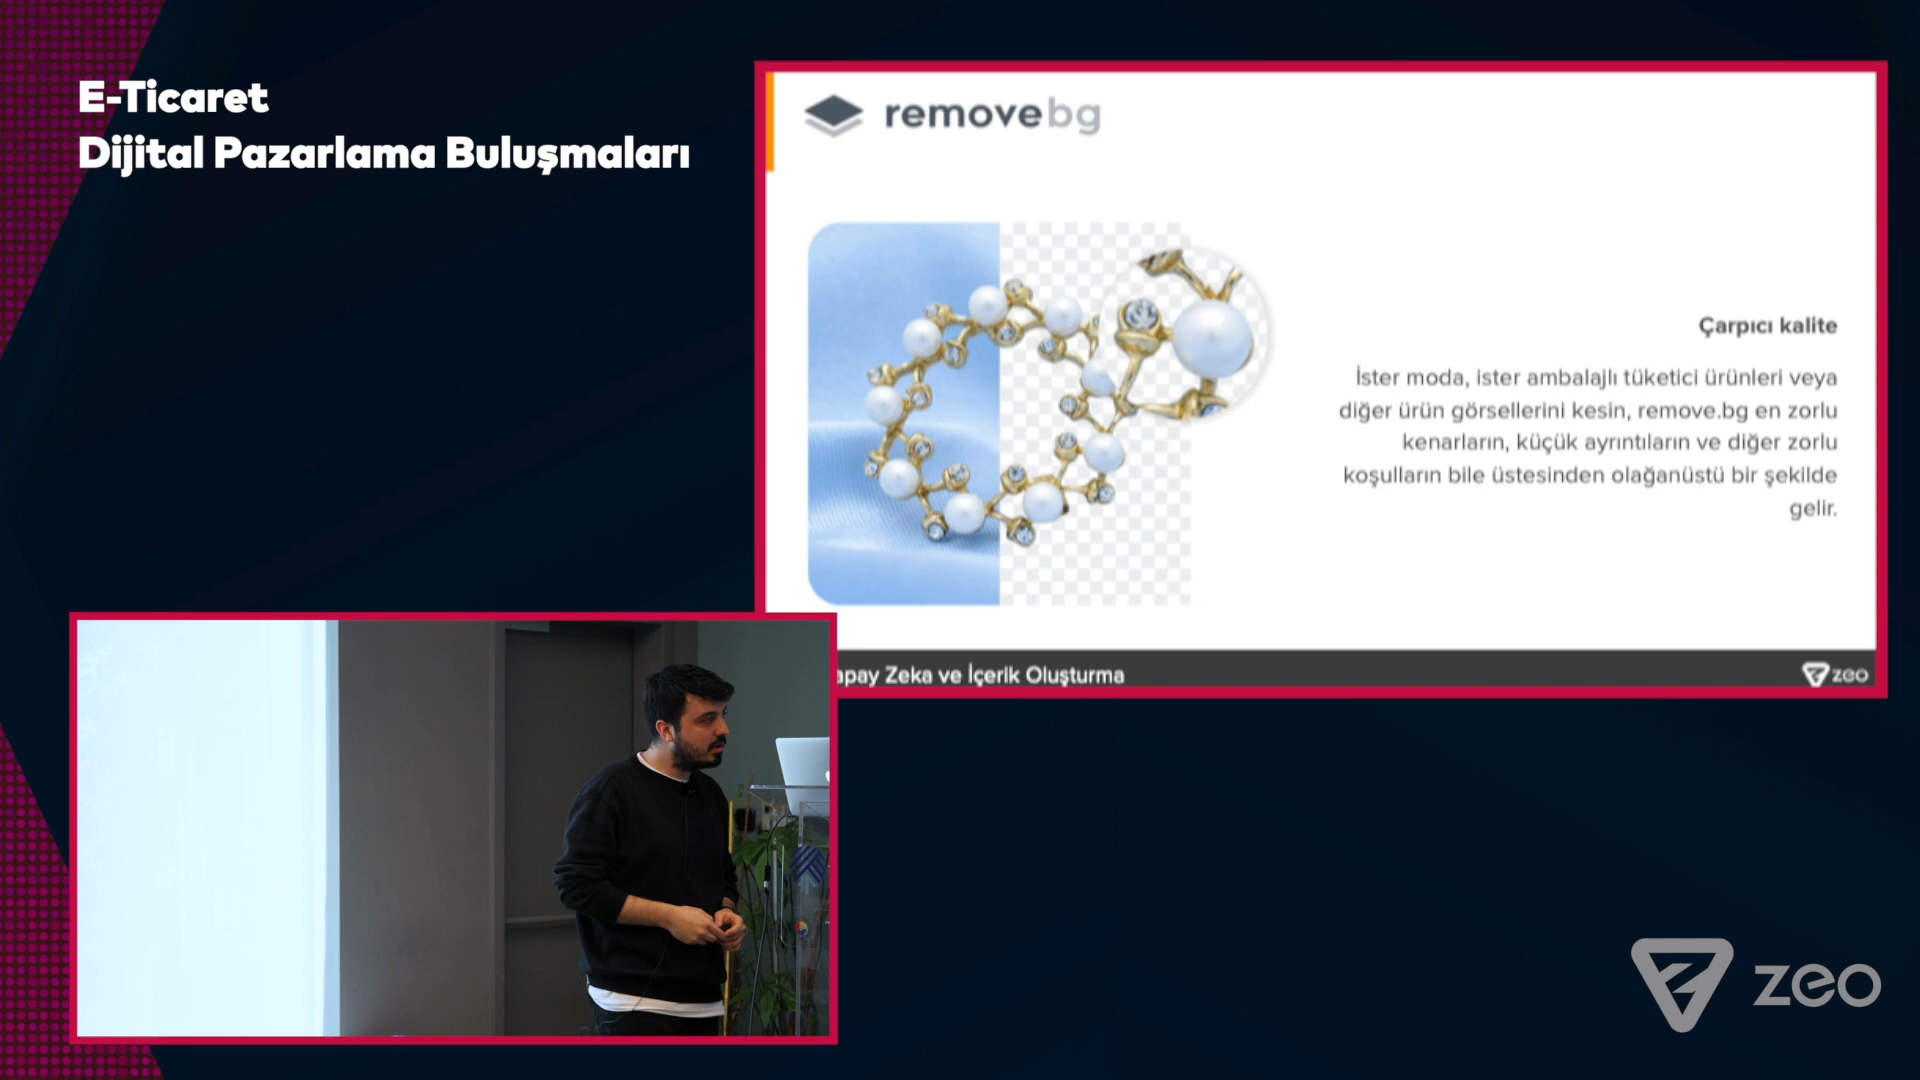 E-Ticaret
Dijital Pazarlama Buluşmaları
removebg
Çarpıcı kalite
İster moda, ister ambalajlı tüketici ürünleri veya
diğer ürün görsellerini kesin, remove.bg en zorlu
kenarların, küçük ayrıntıların ve diğer zorlu
koşulların bile üstesinden olağanüstü bir şekilde
gelir.
apay Zeka ve İçerik Oluşturma
zeo
zeo